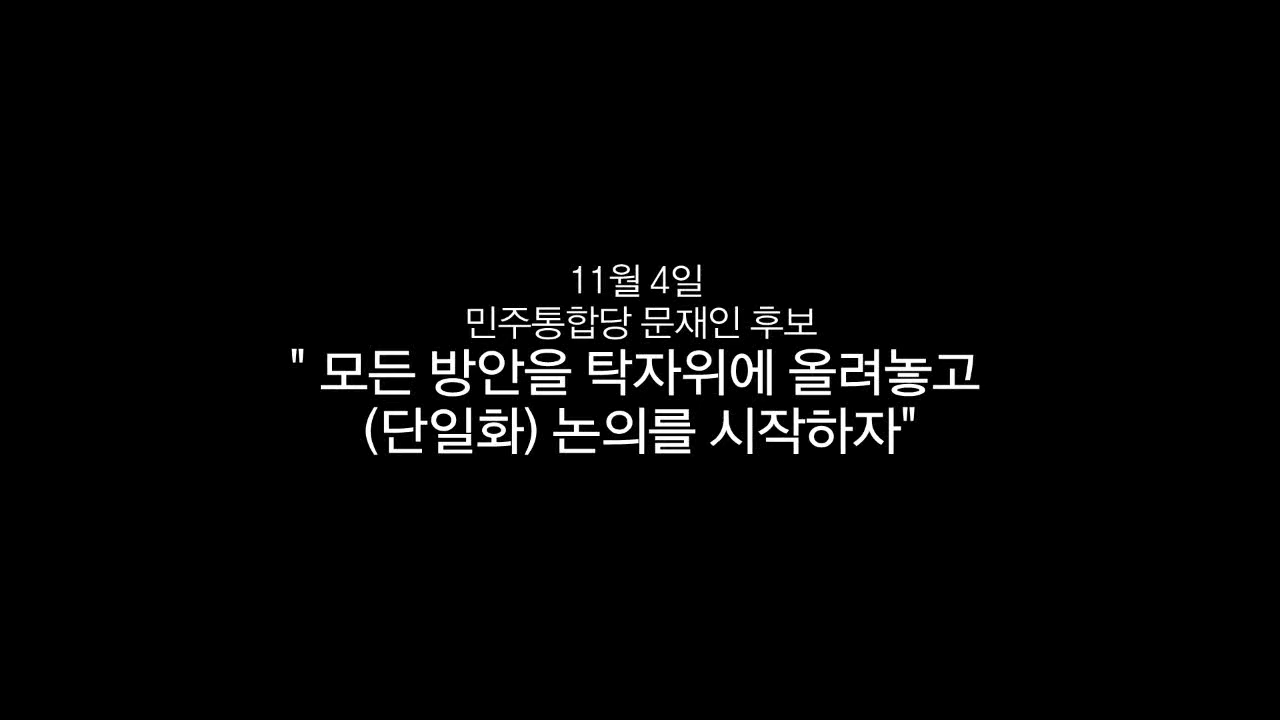 11월 4일
민주통합당 문재인 후보
" 모든 방안을 탁자위에 올려놓고
(단일화) 논의를 시작하자"